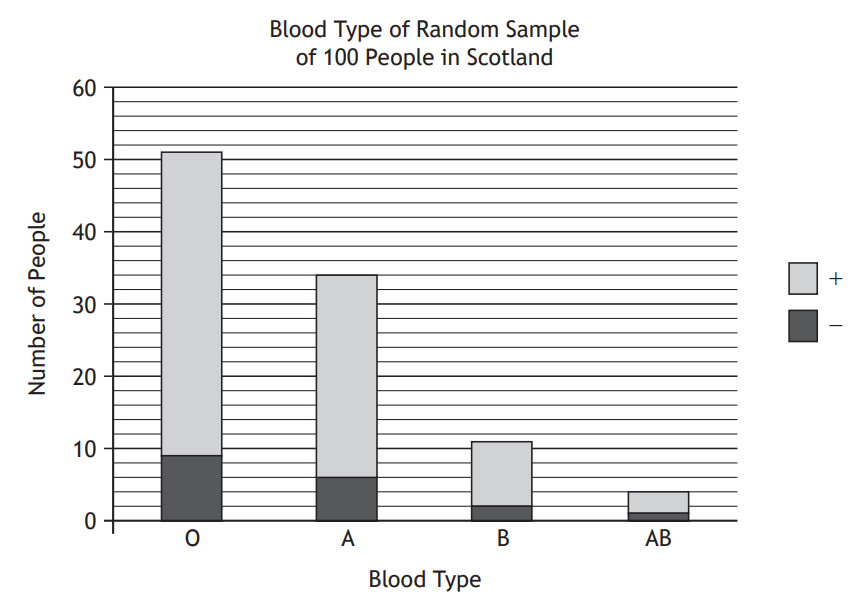 Blood Type of Random Sample
of 100 People in Scotland
60
50
40
30
20
10
0
Number of People
O
A
B
AB
Blood Type
+
−